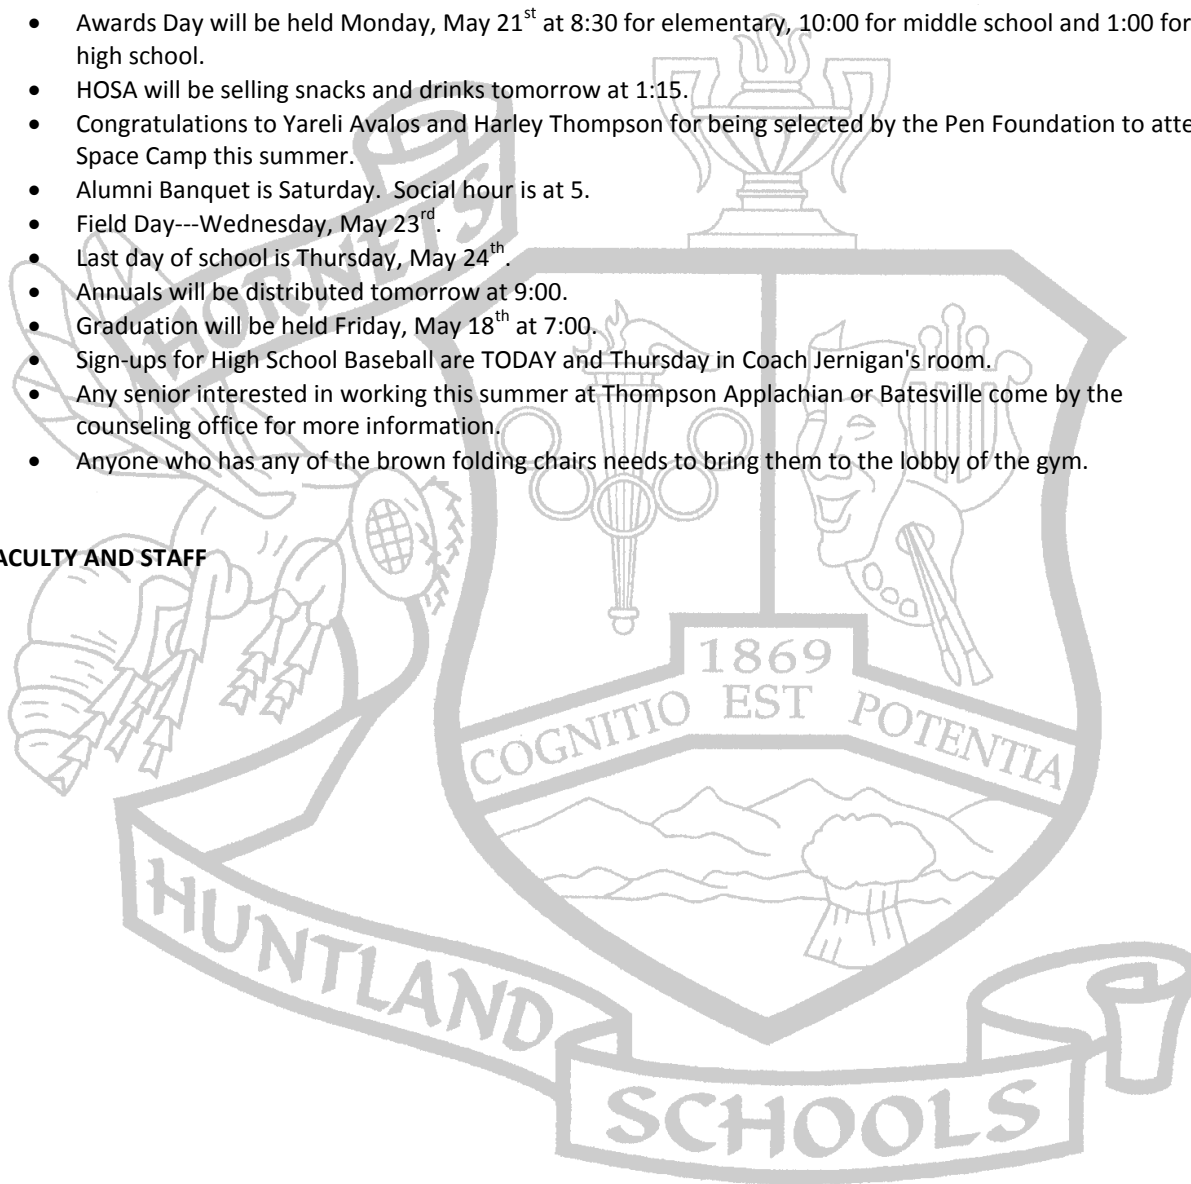 • Awards Day will be held Monday, May 21st at 8:30 for elementary, 10:00 for middle school and 1:00 for
high school.
• HOSA will be selling snacks and drinks tomorrow at 1:15.
• Congratulations to Yareli Avalos and Harley Thompson for being selected by the Pen Foundation to atte
Space Camp this summer.
• Alumni Banquet is Saturday.  Social hour is at 5.
• Field Day---Wednesday, May 23rd.
• Last day of school is Thursday, May 24th.
• Annuals will be distributed tomorrow at 9:00.
• Graduation will be held Friday, May 18th at 7:00.
• Sign-ups for High School Baseball are TODAY and Thursday in Coach Jernigan's room.
• Any senior interested in working this summer at Thompson Applachian or Batesville come by the
counseling office for more information.
• Anyone who has any of the brown folding chairs needs to bring them to the lobby of the gym.
ACULTY AND STAFF
HORNETS
1869
COGNITIO EST POTENTIA
HUNTLAND
SCHOOLS